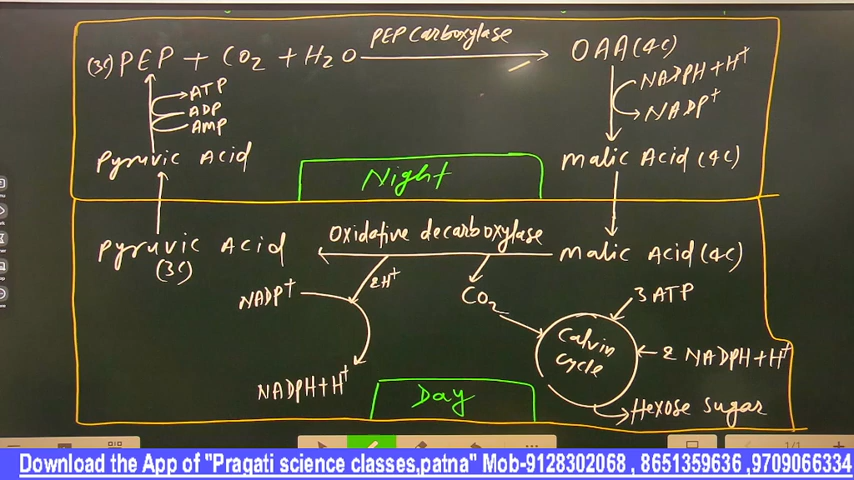 (3C) PEP + CO2 + H2O PEP Carboxylase OAA (4C)
ATP
ADP
AMP
NADPH + H+
NADP+
Pyruvic Acid
Night
Malic Acid (4C)
Pyruvic Acid
(3C)
Oxidative decarboxylase
Malic Acid (4C)
2H+
NADP+
CO2
3 ATP
Calvin
cycle
2 NADPH + H+
NADPH + H+
Day
Hexose Sugar
1/1
Download the App of "Pragati science classes,patna" Mob-9128302068 , 8651359636 ,9709066334